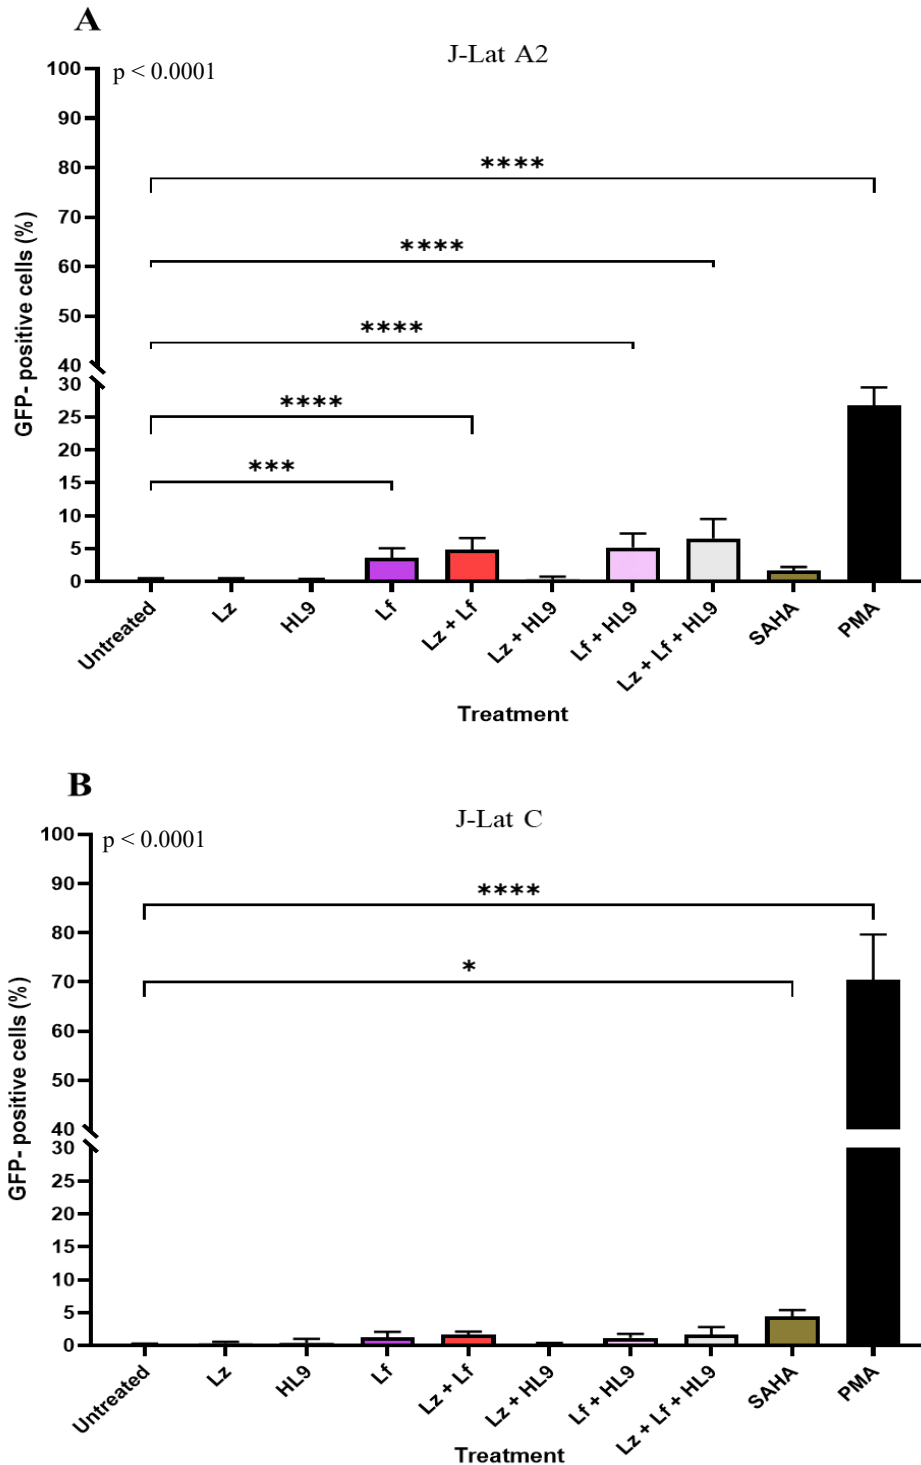 A
J-Lat A2
p < 0.0001
100
90
80
70
60
50
40
30
25
20
15
10
5
0
GFP- positive cells (%)
****
****
****
****
***
Untreated
Lz
HL9
Lf
Lz + Lf
Lz + HL9
Lf + HL9
Lz + Lf + HL9
SAHA
PMA
Treatment
B
J-Lat C
p < 0.0001
100
90
80
70
60
50
40
30
25
20
15
10
5
0
GFP- positive cells (%)
****
*
Untreated
Lz
HL9
Lf
Lz + Lf
Lz + HL9
Lf + HL9
Lz + Lf + HL9
SAHA
PMA
Treatment